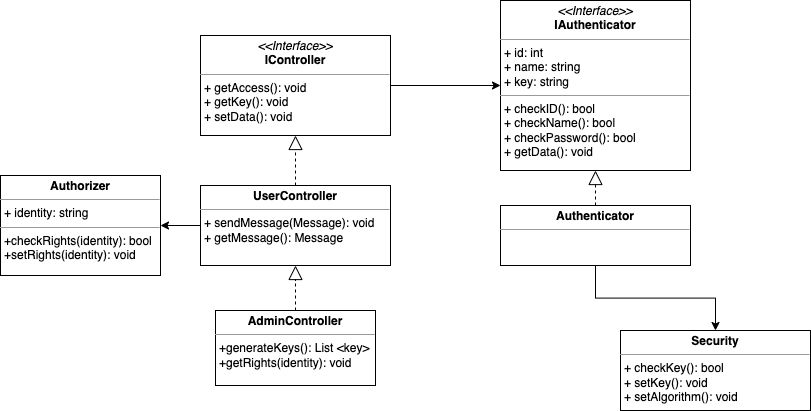 <<Interface>>
IController
+ getAccess(): void
+ getKey(): void
+ setData(): void
<<Interface>>
IAuthenticator
+ id: int
+ name: string
+ key: string
+ checkID(): bool
+ checkName(): bool
+ checkPassword(): bool
+ getData(): void
Authorizer
+ identity: string
+checkRights(identity): bool
+setRights(identity): void
UserController
+ sendMessage(Message): void
+ getMessage(): Message
Authenticator
AdminController
+generateKeys(): List <key>
+getRights(identity): void
Security
+ checkKey(): bool
+ setKey(): void
+ setAlgorithm(): void